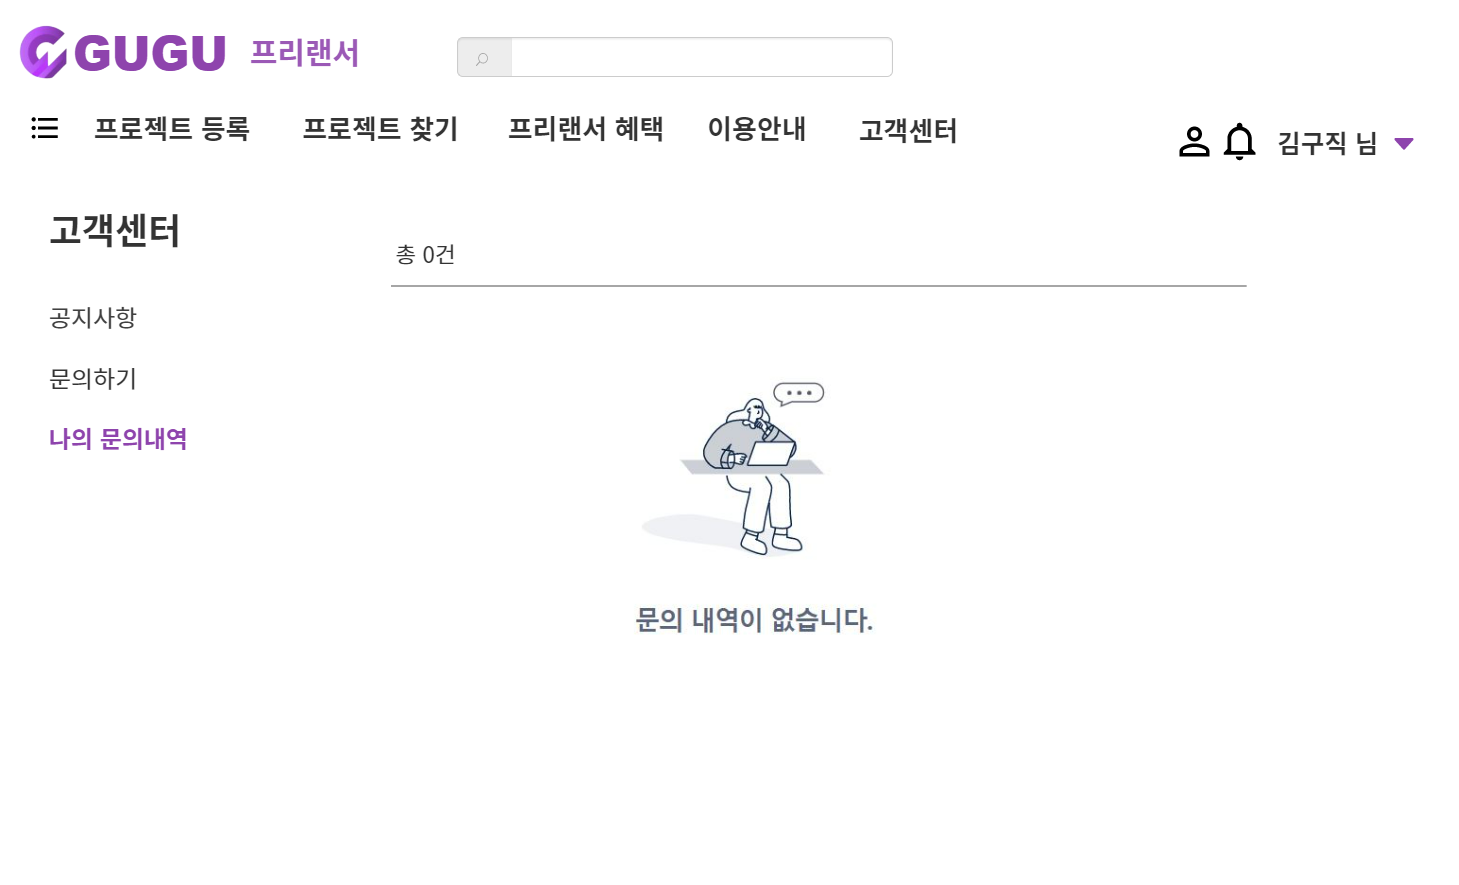 GUGU 프리랜서
프로젝트 등록 프로젝트 찾기 프리랜서 혜택 이용안내 고객센터
김구직 님
고객센터
총 0건
공지사항
문의하기
나의 문의내역
문의 내역이 없습니다.